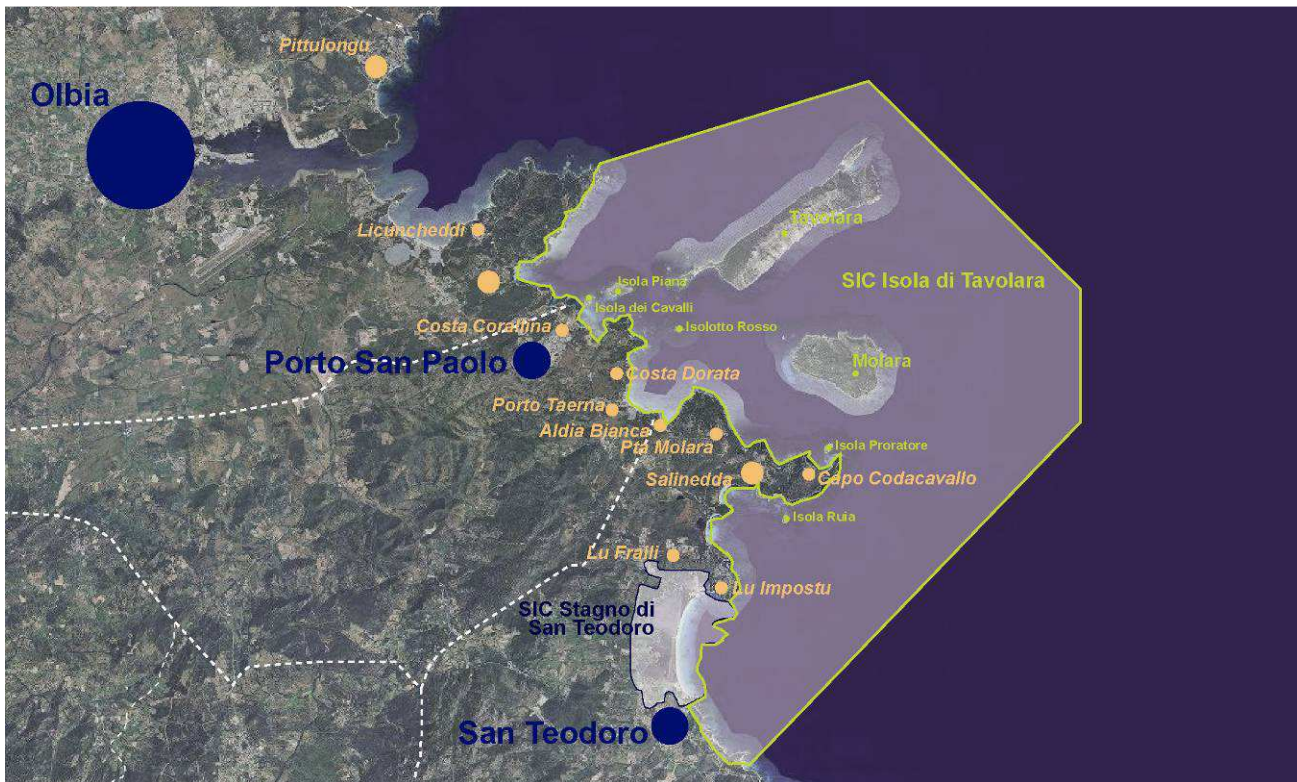 Pittulongu
Olbia
Tavolara
Licuncheddi
Isola Piana
SIC Isola di Tavolara
Isola dei Cavalli
Costa Corallina
Isolotto Rosso
Porto San Paolo
Molara
Costa Dorata
Porto Taerna
Aldia Bianca
Pta Molara
Isola Proratore
Salinedda
Capo Codacavallo
Isola Ruia
Lu Fraili
Lu Impostu
SIC Stagno di
San Teodoro
San Teodoro